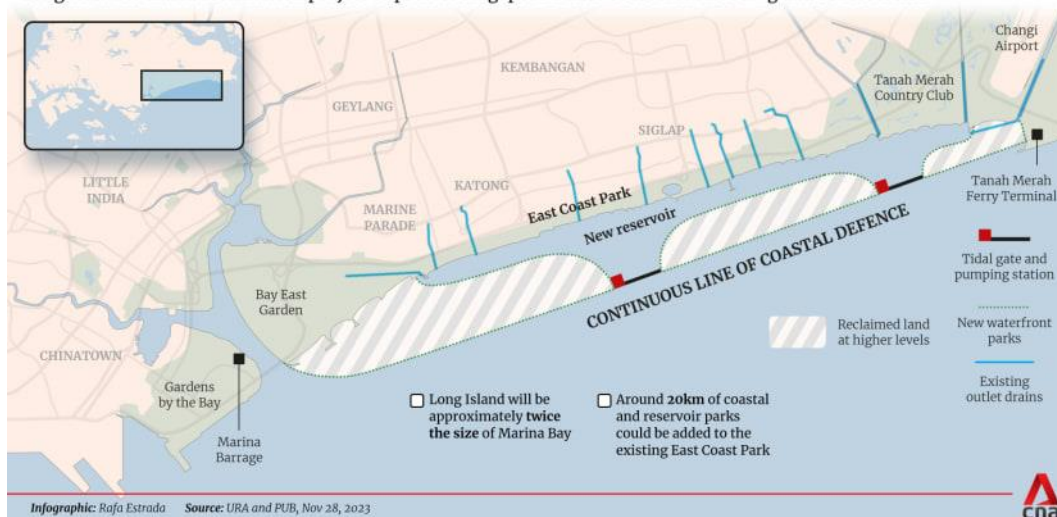 Changi
Airport
KEMBANGAN
Tanah Merah
Country Club
GEYLANG
SIGLAP
LITTLE
INDIA
KATONG
East Coast Park
Tanah Merah
Ferry Terminal
MARINE
PARADE
New reservoir
CONTINUOUS LINE OF COASTAL DEFENCE
Tidal gate and
pumping station
Bay East
Garden
Reclaimed land
at higher levels
New waterfront
parks
CHINATOWN
Gardens
by the Bay
Existing
outlet drains
Long Island will be
approximately twice
the size of Marina Bay
Around 20km of coastal
and reservoir parks
could be added to the
existing East Coast Park
Marina
Barrage
Infographic: Rafa Estrada Source: URA and PUB, Nov 28, 2023
cna